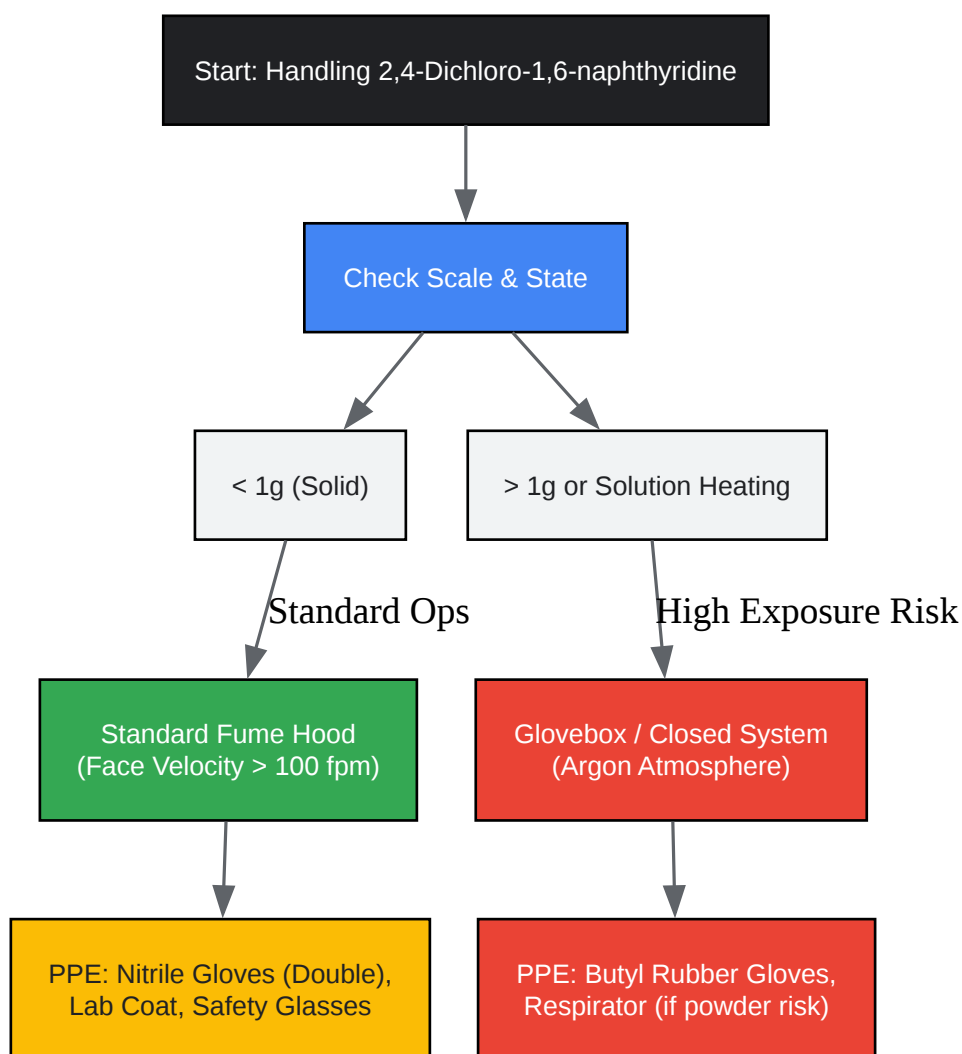 Start: Handling 2,4-Dichloro-1,6-naphthyridine
Check Scale & State
< 1g (Solid)
> 1g or Solution Heating
Standard Ops
High Exposure Risk
Standard Fume Hood
(Face Velocity > 100 fpm)
Glovebox / Closed System
(Argon Atmosphere)
PPE: Nitrile Gloves (Double),
Lab Coat, Safety Glasses
PPE: Butyl Rubber Gloves,
Respirator (if powder risk)